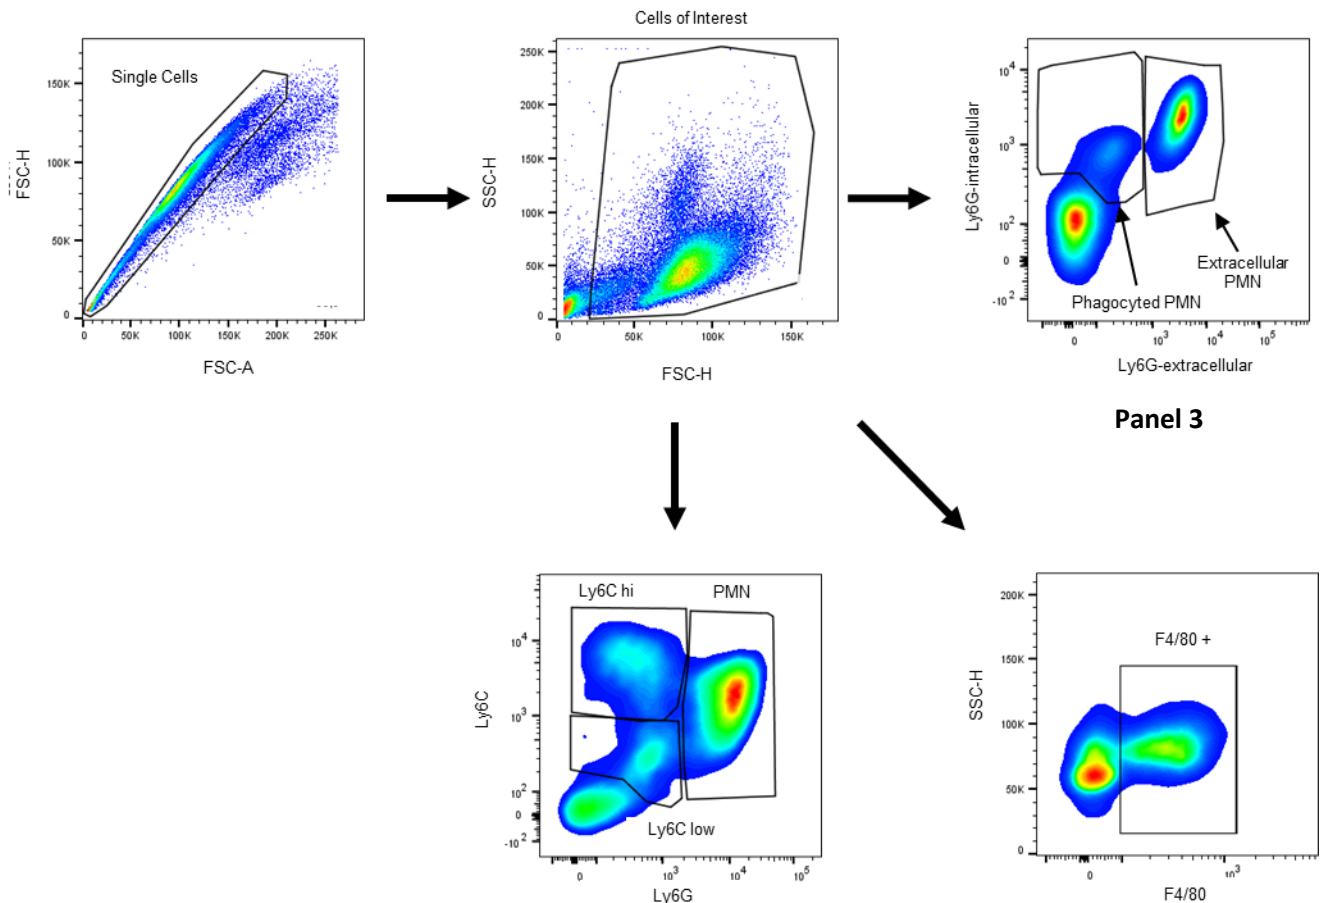 Cells of Interest
Single Cells
150K
100K
50K
0
FSC-H
0
50K
100K
150K
200K
250K
FSC-A
250K
200K
150K
100K
50K
0
SSC-H
0
50K
100K
150K
FSC-H
10^4
10^3
10^2
0
-10^2
Ly6G-intracellular
Extracellular
PMN
Phagocyted PMN
0
10^3
10^4
10^5
Ly6G-extracellular
Panel 3
Ly6C hi
PMN
10^4
10^3
10^2
0
-10^2
Ly6C
Ly6C low
0
10^3
10^4
10^5
Ly6G
200K
150K
100K
50K
0
SSC-H
F4/80 +
0
10^3
F4/80